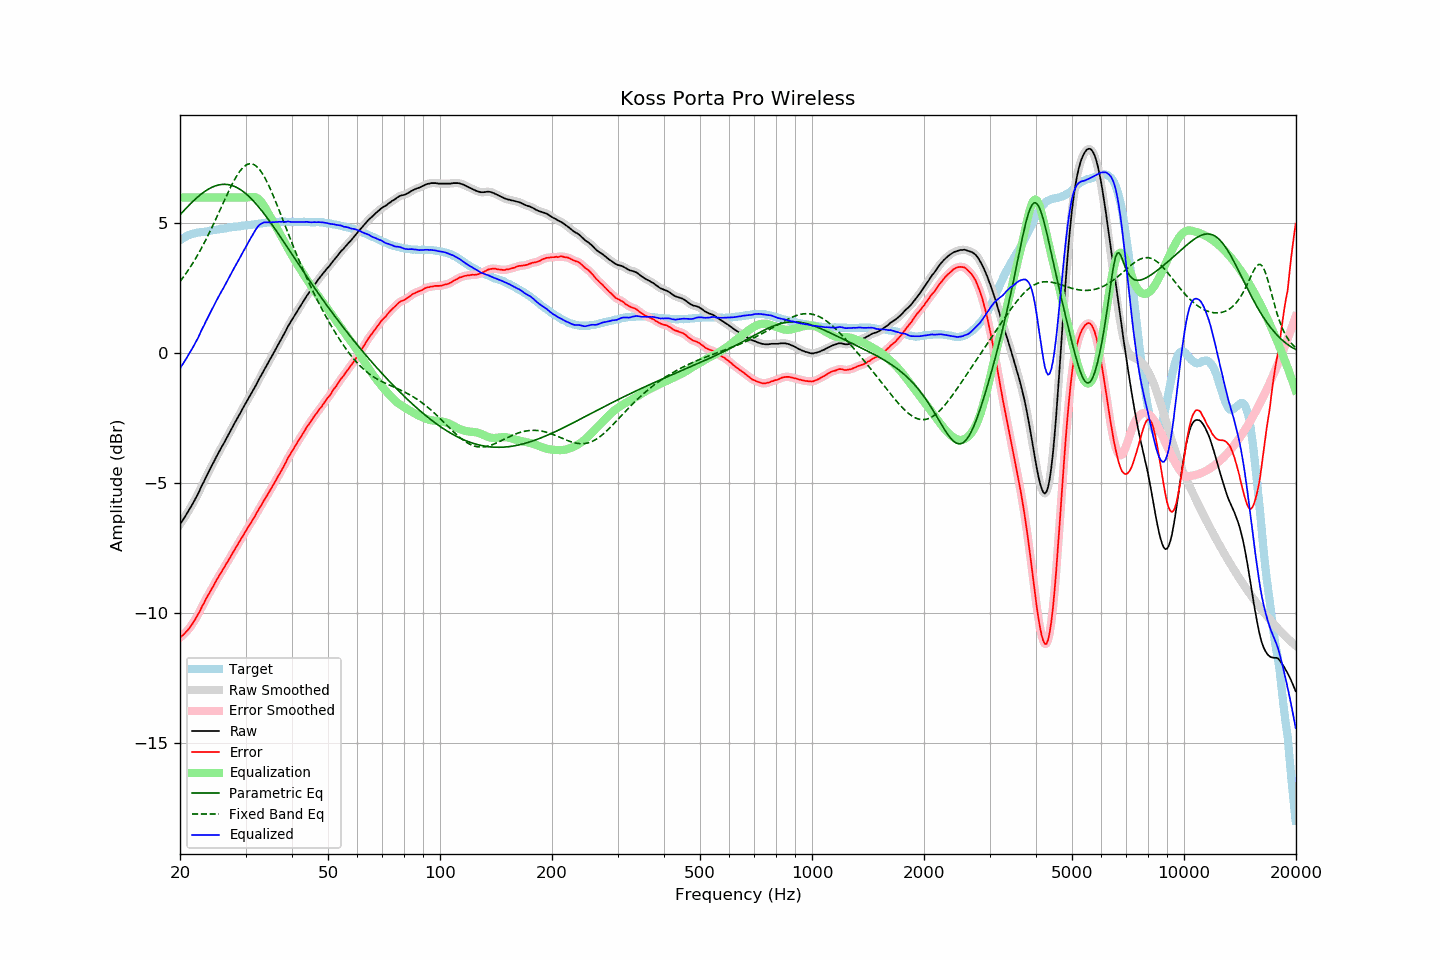 Koss Porta Pro Wireless
Amplitude (dBr)
5
0
−5
−10
−15
Target
Raw Smoothed
Error Smoothed
Raw
Error
Equalization
Parametric Eq
Fixed Band Eq
Equalized
20 50 100 200 500 1000 2000 5000 10000 20000
Frequency (Hz)